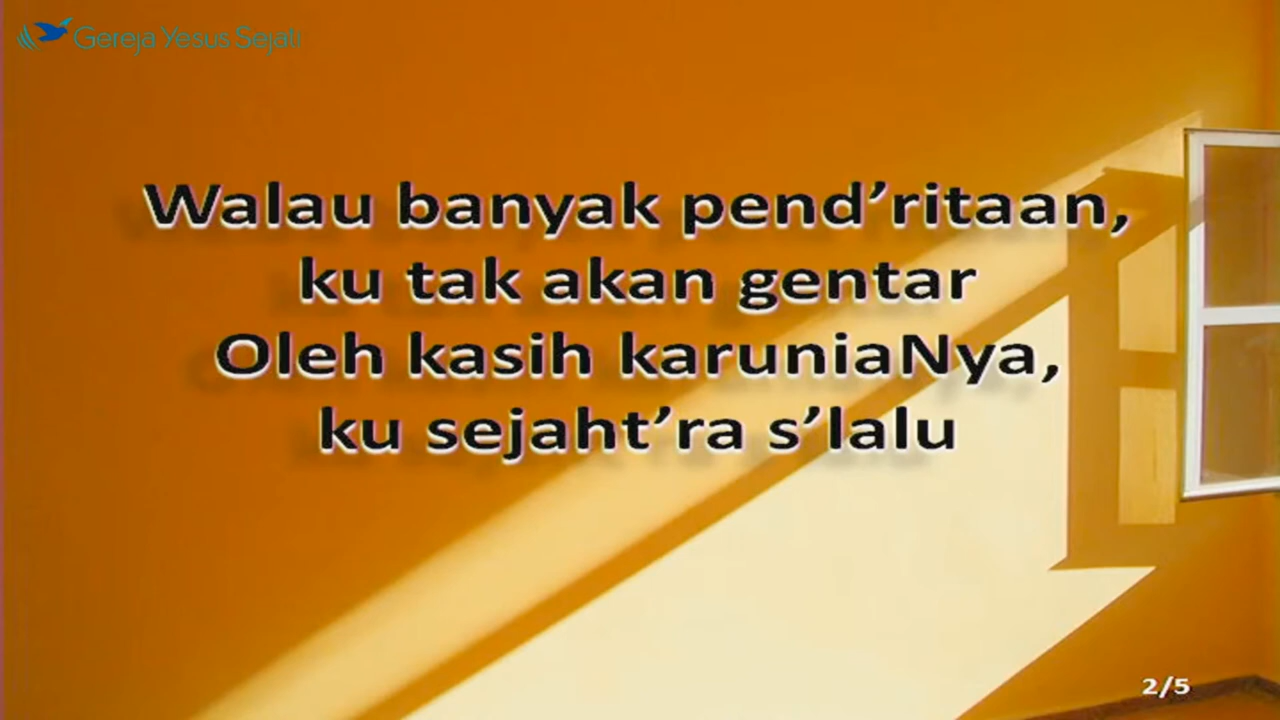 Gereja Yesus Sejati
Walau banyak pend’ritaan,
ku tak akan gentar
Oleh kasih karuniaNya,
ku sejaht’ra s’lalu
2/5